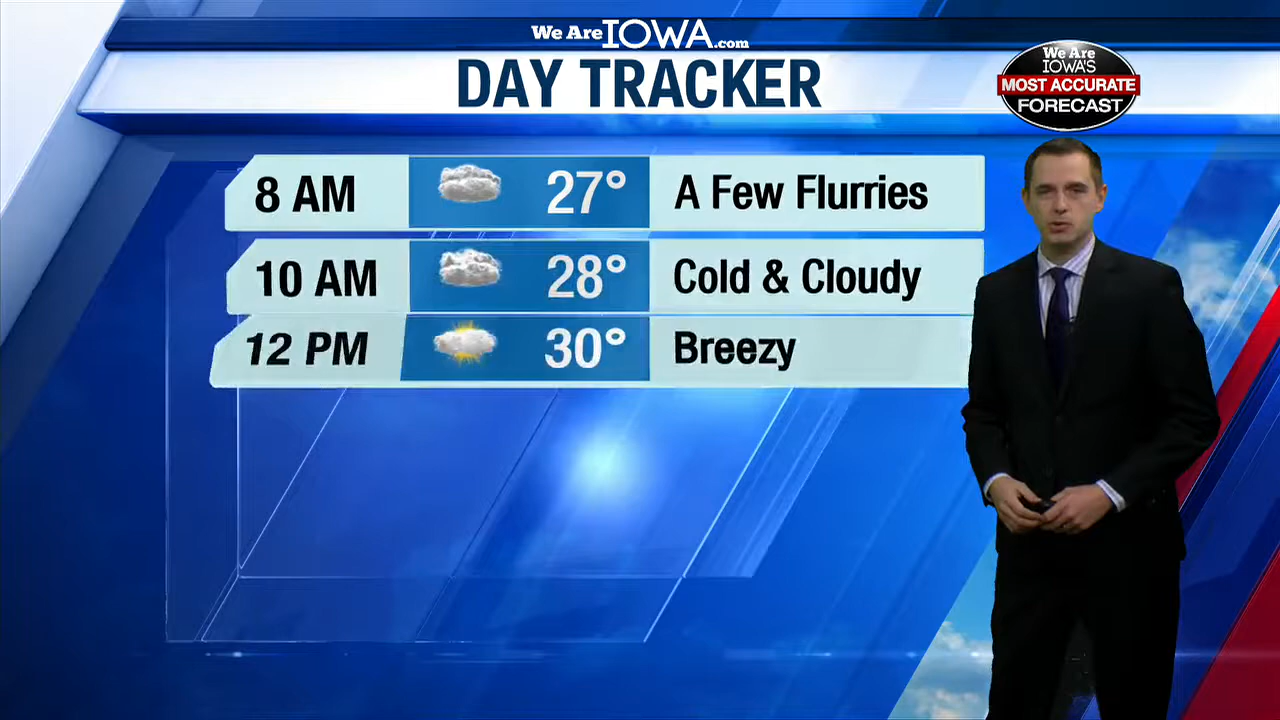 We Are IOWA.com
DAY TRACKER
We Are
IOWA'S
MOST ACCURATE
FORECAST
8 AM 27° A Few Flurries
10 AM 28° Cold & Cloudy
12 PM 30° Breezy